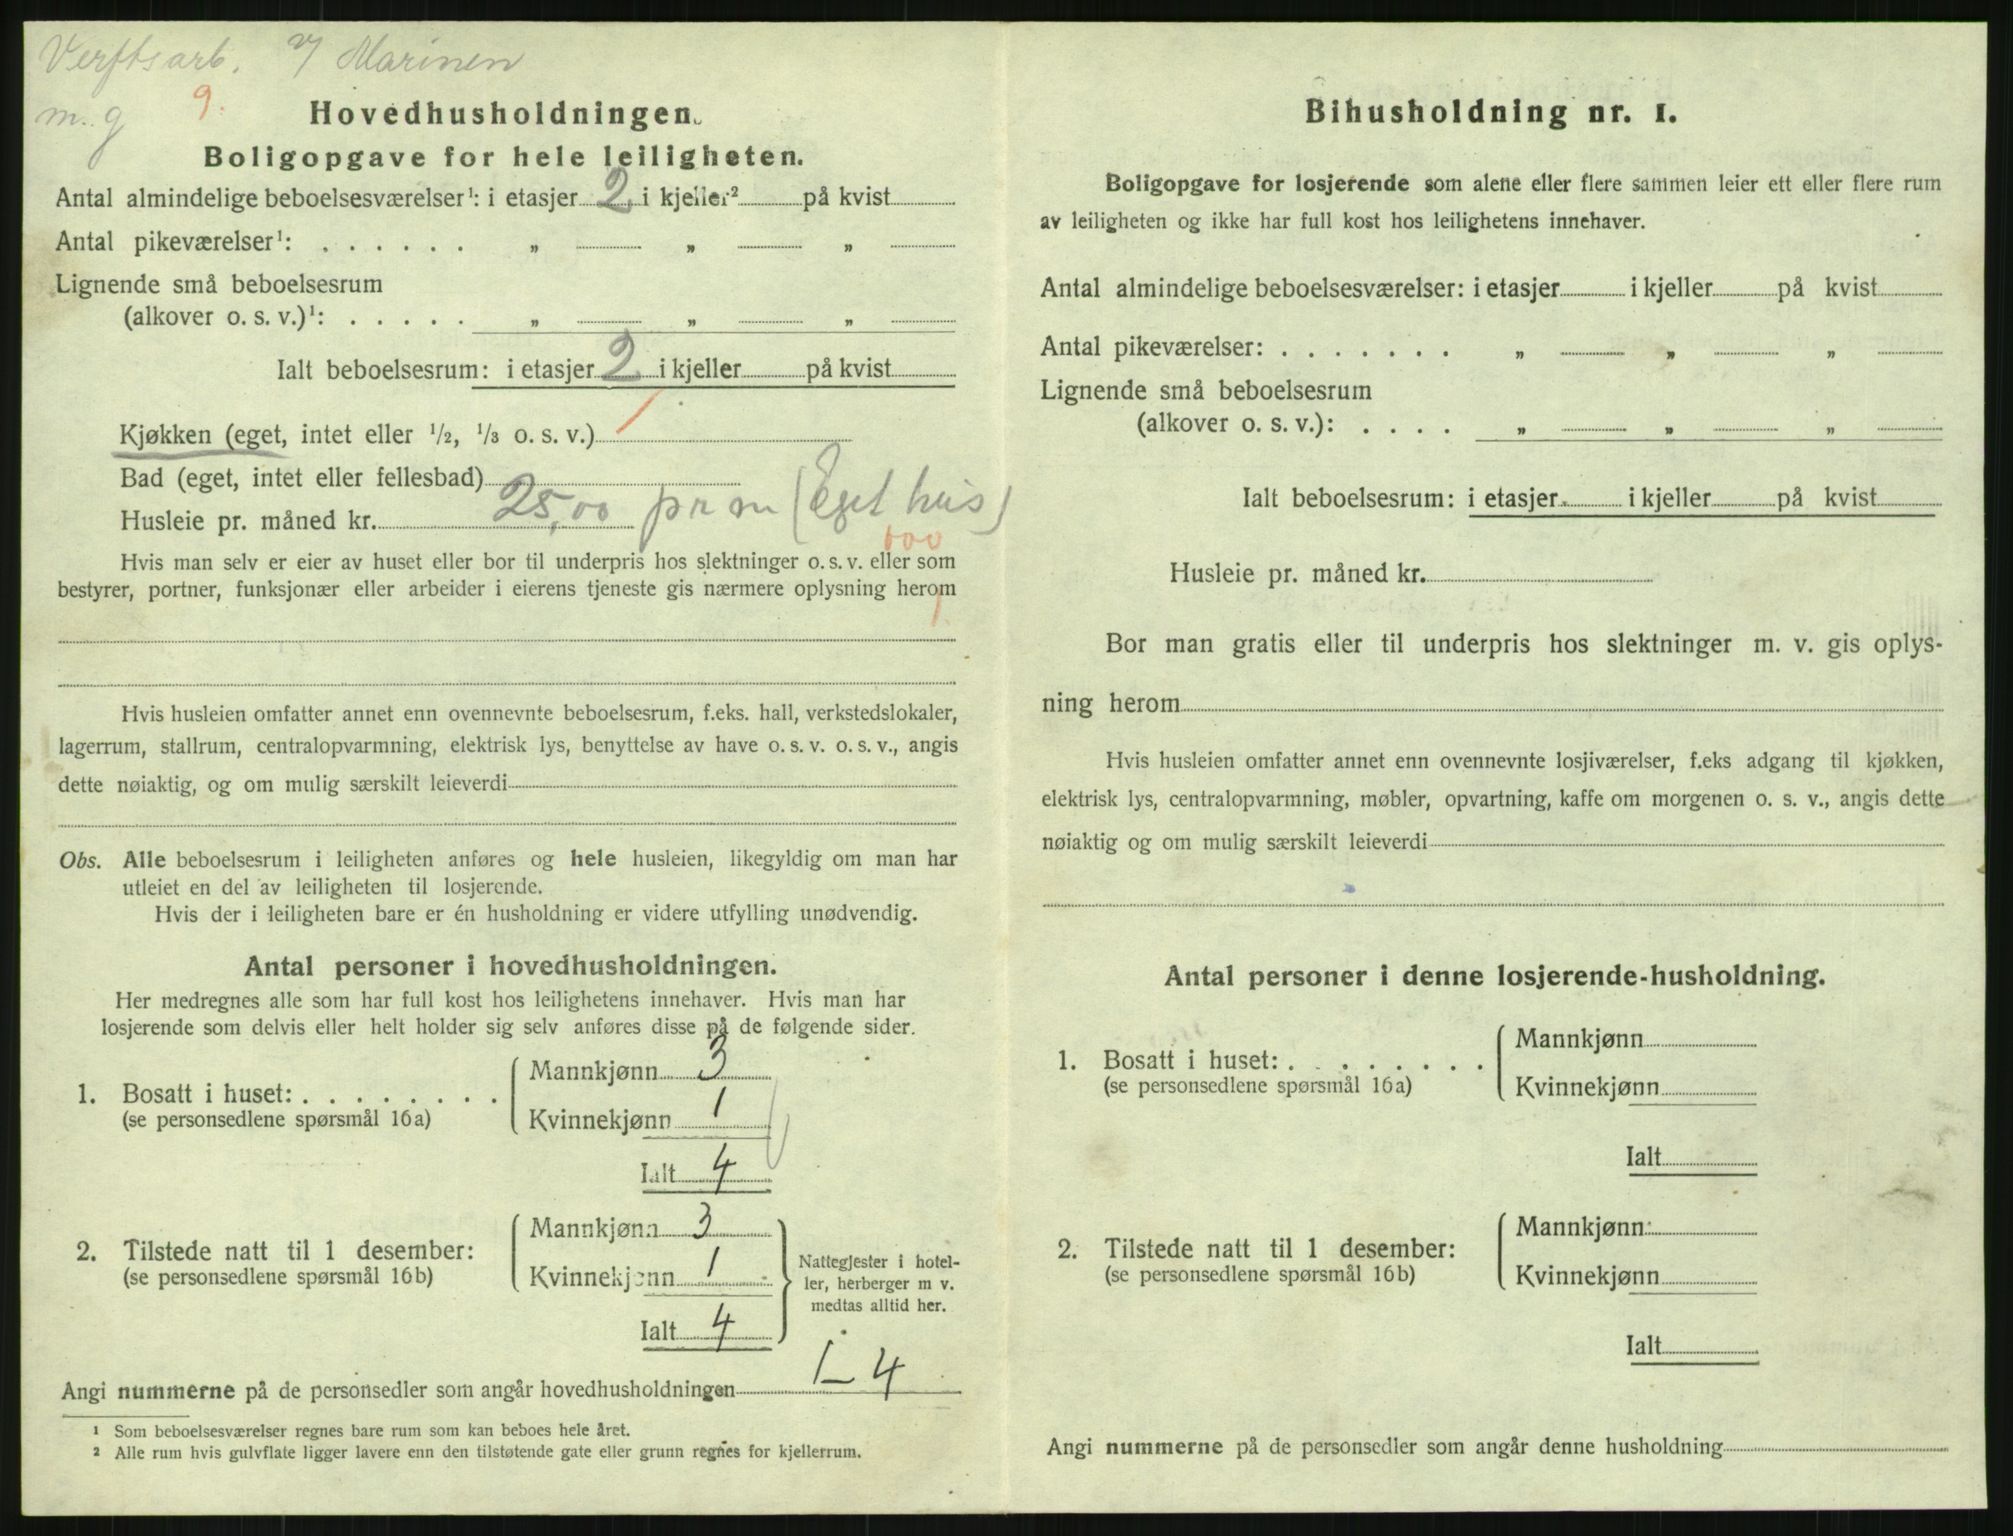 Verftsarb. v/ Marinen
m. g 9.
Hovedhusholdningen.
Boligopgave for hele leiligheten.
Antal almindelige beboelsesværelser¹: i etasjer 2 i kjeller² på kvist
Antal pikeværelser¹: . . . . . . „ „ „
Lignende små beboelsesrum
(alkover o. s. v.)¹: . . . . . „ „ „
Ialt beboelsesrum: i etasjer 2 i kjeller på kvist
Kjøkken (eget, intet eller 1/2, 1/3 o. s. v.) 1
Bad (eget, intet eller fellesbad)
Husleie pr. måned kr. 25,00 pr m (Eget hus)
000
Hvis man selv er eier av huset eller bor til underpris hos slektninger o. s. v. eller som
bestyrer, portner, funksjonær eller arbeider i eierens tjeneste gis nærmere oplysning herom
1.
Hvis husleien omfatter annet enn ovennevnte beboelsesrum, f.eks. hall, verkstedslokaler,
lagerrum, stallrum, centralopvarmning, elektrisk lys, benyttelse av have o. s. v. o. s. v., angis
dette nøiaktig, og om mulig særskilt leieverdi
Obs. Alle beboelsesrum i leiligheten anføres og hele husleien, likegyldig om man har
utleiet en del av leiligheten til losjerende.
Hvis der i leiligheten bare er én husholdning er videre utfylling unødvendig.
Antal personer i hovedhusholdningen.
Her medregnes alle som har full kost hos leilighetens innehaver. Hvis man har
losjerende som delvis eller helt holder sig selv anføres disse på de følgende sider.
Mannkjønn 3
1. Bosatt i huset: . . . . . . . .
(se personsedlene spørsmål 16a) Kvinnekjønn 1
Ialt 4
Mannkjønn 3
2. Tilstede natt til 1 desember:
(se personsedlene spørsmål 16b) Kvinnekjønn 1
Nattegjester i hotel-
ler, herberger m v.
medtas alltid her.
Ialt 4
Angi nummerne på de personsedler som angår hovedhusholdningen 1 – 4
¹ Som beboelsesværelser regnes bare rum som kan beboes hele året.
² Alle rum hvis gulvflate ligger lavere enn den tilstøtende gate eller grunn regnes for kjellerrum.
Bihusholdning nr. 1.
Boligopgave for losjerende som alene eller flere sammen leier ett eller flere rum
av leiligheten og ikke har full kost hos leilighetens innehaver.
Antal almindelige beboelsesværelser: i etasjer i kjeller på kvist
Antal pikeværelser: . . . . . . . „ „ „
Lignende små beboelsesrum
(alkover o. s. v.): . . . . „ „ „
Ialt beboelsesrum: i etasjer i kjeller på kvist
Husleie pr. måned kr.
Bor man gratis eller til underpris hos slektninger m. v. gis oplys-
ning herom
Hvis husleien omfatter annet enn ovennevnte losjiværelser, f.eks adgang til kjøkken,
elektrisk lys, centralopvarmning, møbler, opvartning, kaffe om morgenen o. s. v., angis dette
nøiaktig og om mulig særskilt leieverdi
Antal personer i denne losjerende-husholdning.
Mannkjønn
1. Bosatt i huset: . . . . . . . .
(se personsedlene spørsmål 16a) Kvinnekjønn
Ialt
Mannkjønn
2. Tilstede natt til 1 desember:
(se personsedlene spørsmål 16b) Kvinnekjønn
Ialt
Angi nummerne på de personsedler som angår denne husholdning